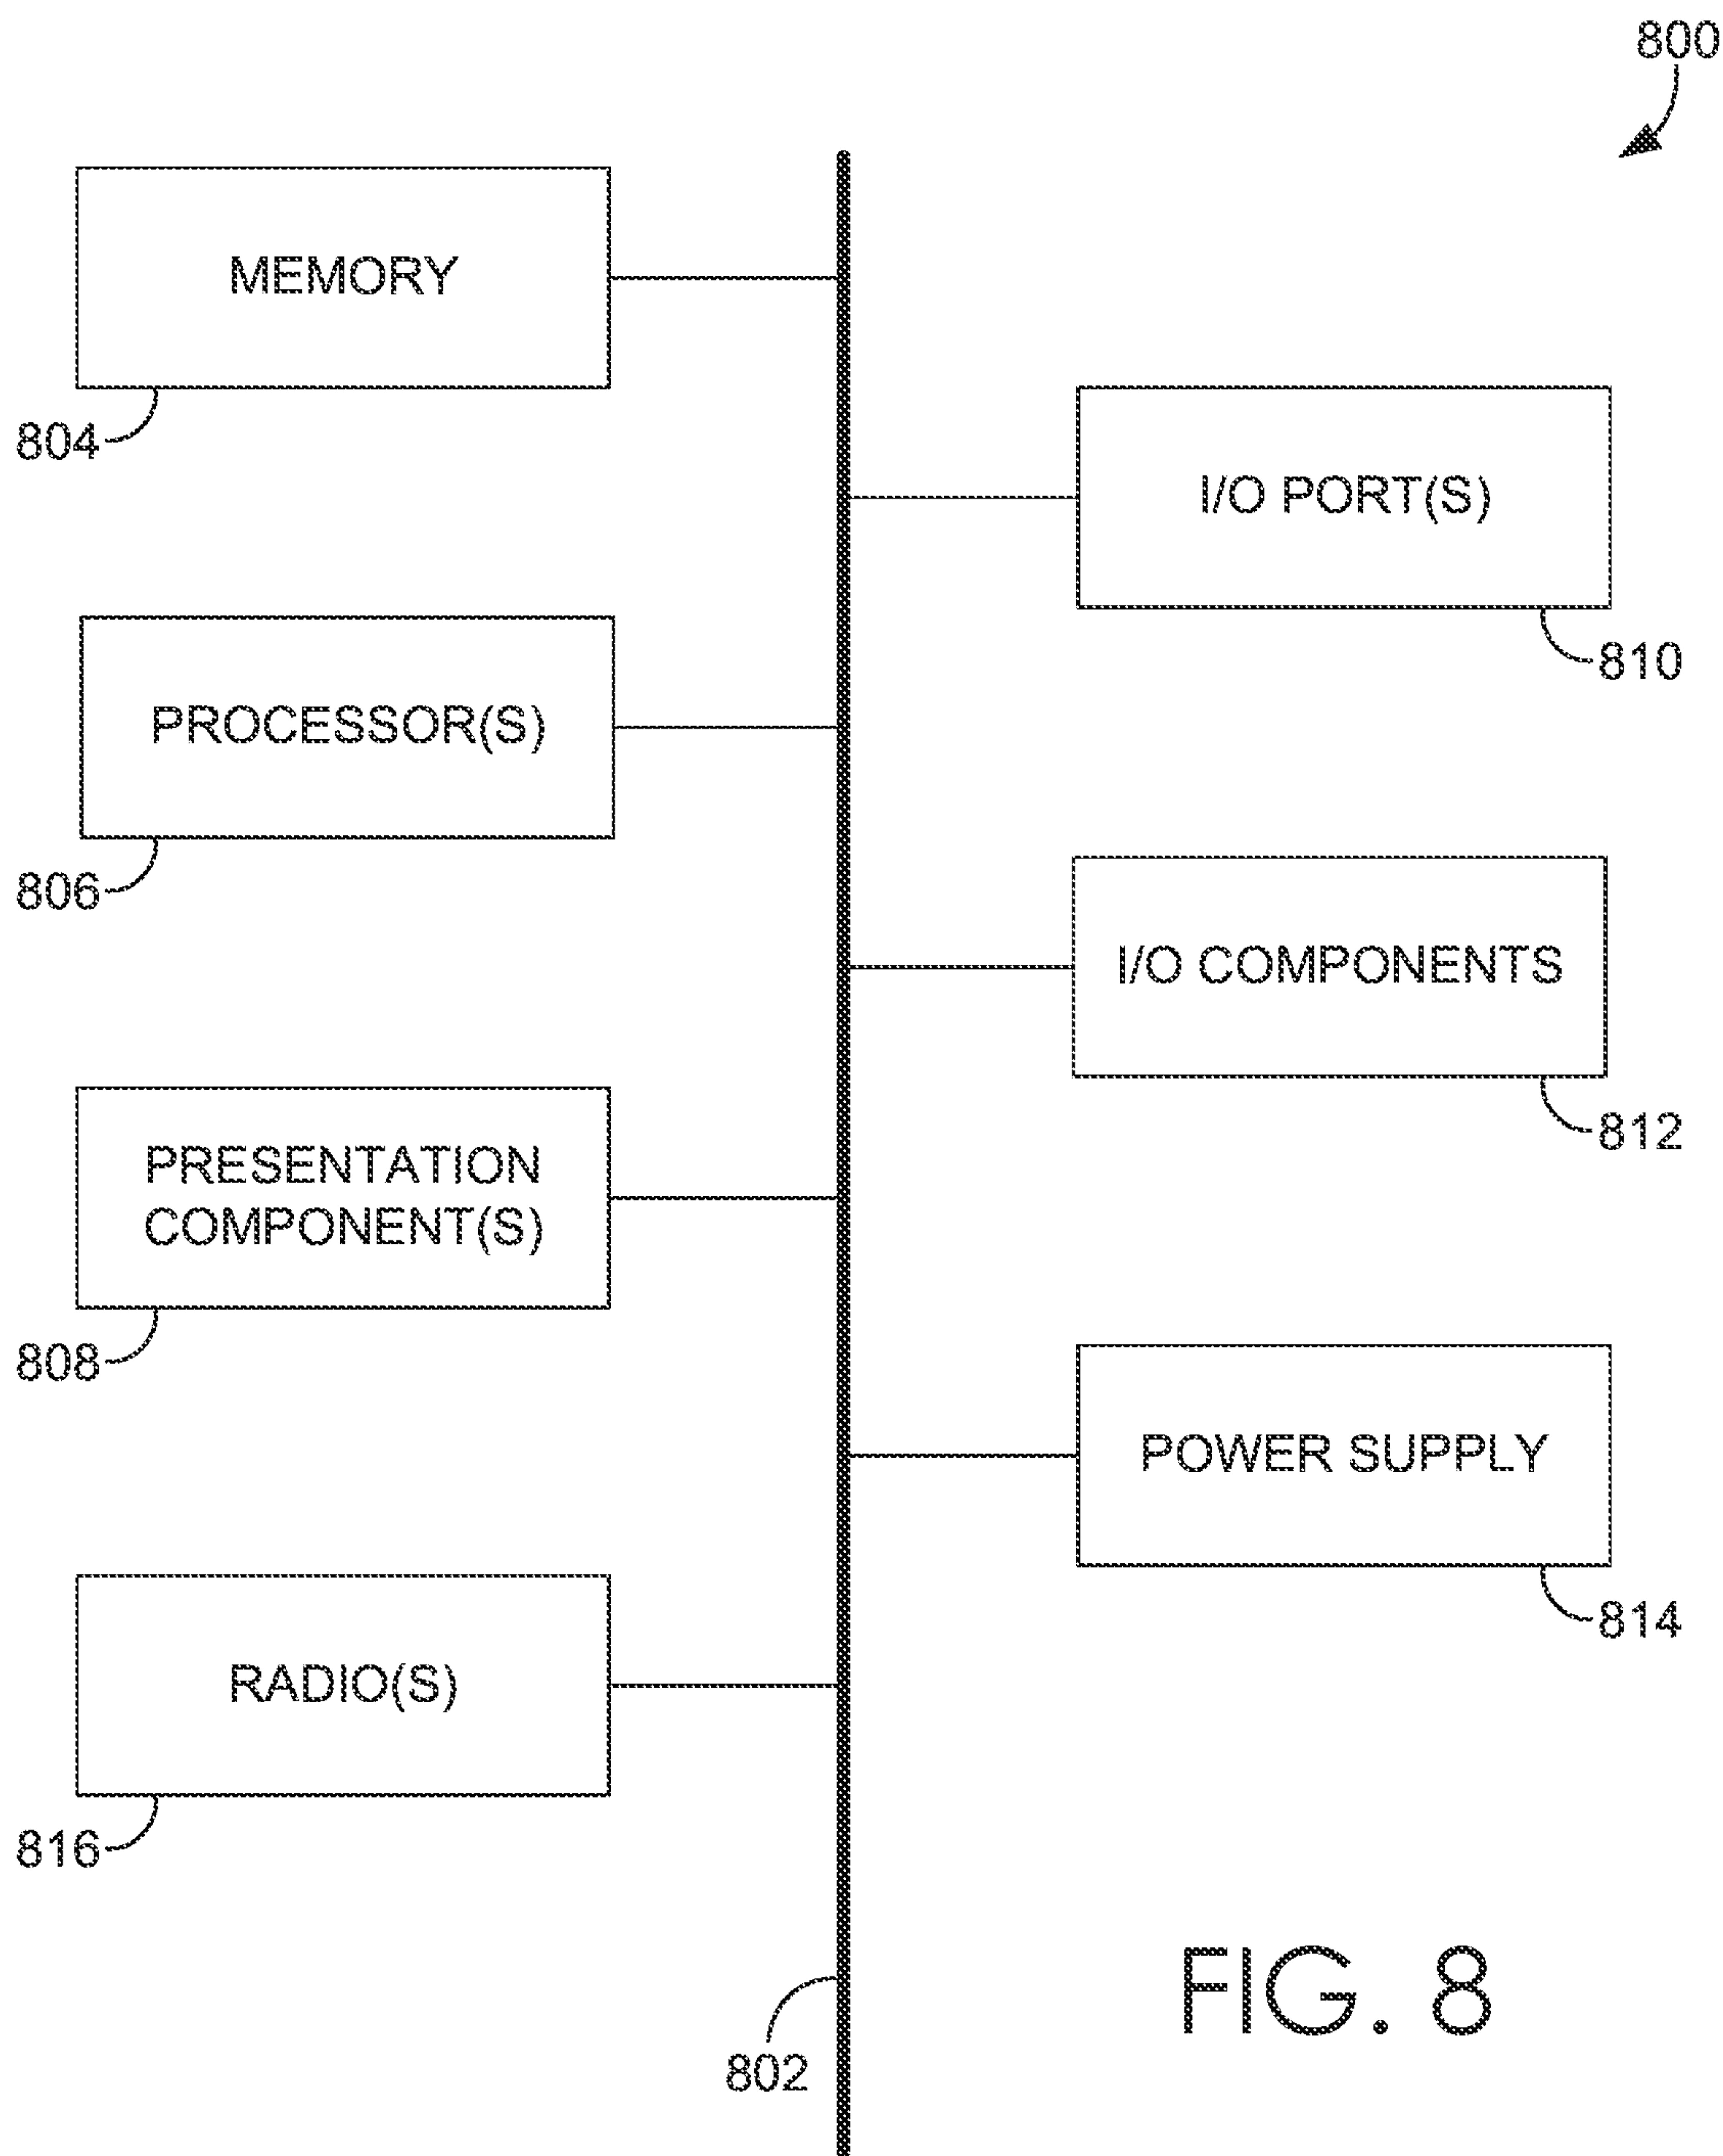 800
MEMORY
804
I/O PORT(S)
810
PROCESSOR(S)
806
I/O COMPONENTS
812
PRESENTATION
COMPONENT(S)
808
POWER SUPPLY
814
RADIO(S)
816
802
FIG. 8